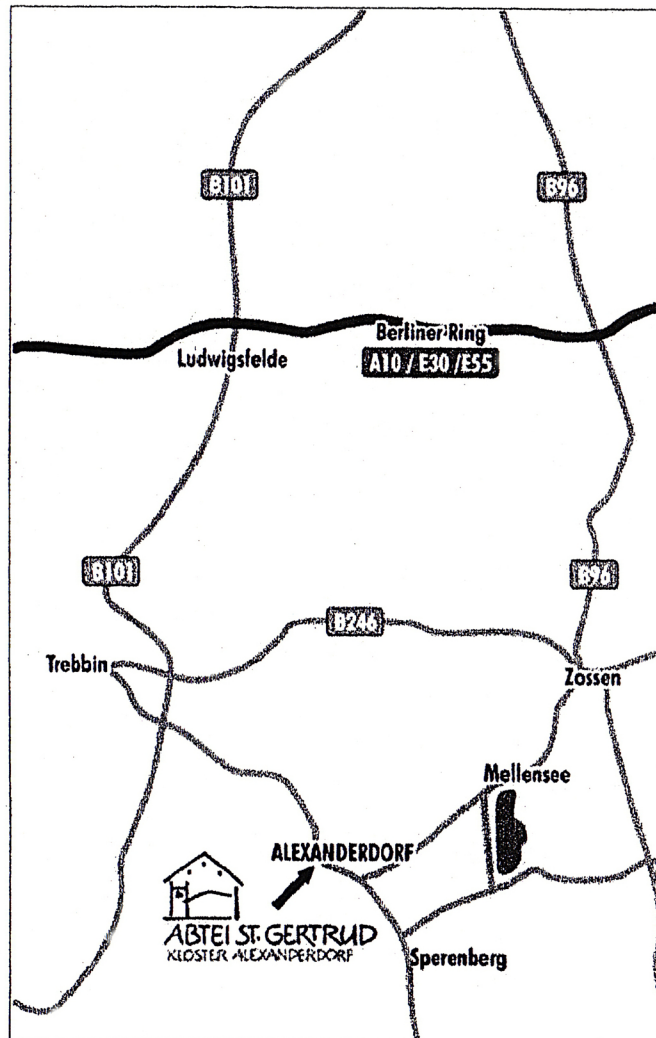 B101
B96
Berliner Ring
Ludwigsfelde
A10 / E30 / E55
B101
B96
B246
Trebbin
Zossen
Mellensee
ALEXANDERDORF
ABTEI ST. GERTRUD
KLOSTER ALEXANDERDORF
Sperenberg